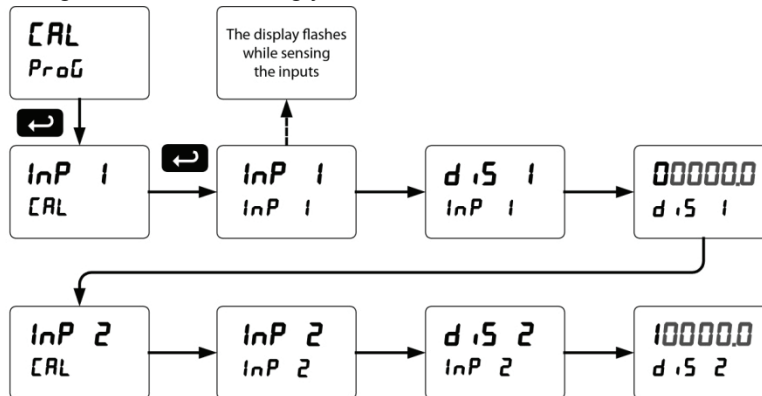 CAL
ProG
The display flashes
while sensing
the inputs
InP 1
CAL
InP 1
InP 1
diS 1
InP 1
00000.0
diS 1
InP 2
CAL
InP 2
InP 2
diS 2
InP 2
10000.0
diS 2